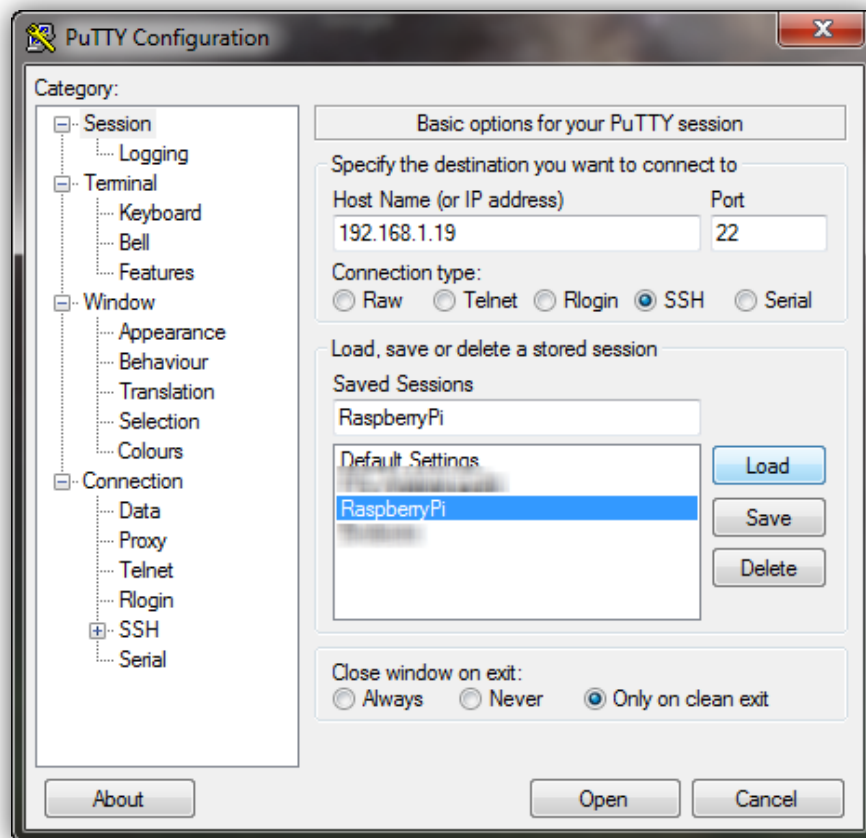 PuTTY Configuration
Category:
Session
Logging
Terminal
Keyboard
Bell
Features
Window
Appearance
Behaviour
Translation
Selection
Colours
Connection
Data
Proxy
Telnet
Rlogin
SSH
Serial
Basic options for your PuTTY session
Specify the destination you want to connect to
Host Name (or IP address) Port
192.168.1.19 22
Connection type:
Raw Telnet Rlogin SSH Serial
Load, save or delete a stored session
Saved Sessions
RaspberryPi
Default Settings
RaspberryPi
Load
Save
Delete
Close window on exit:
Always Never Only on clean exit
About Open Cancel